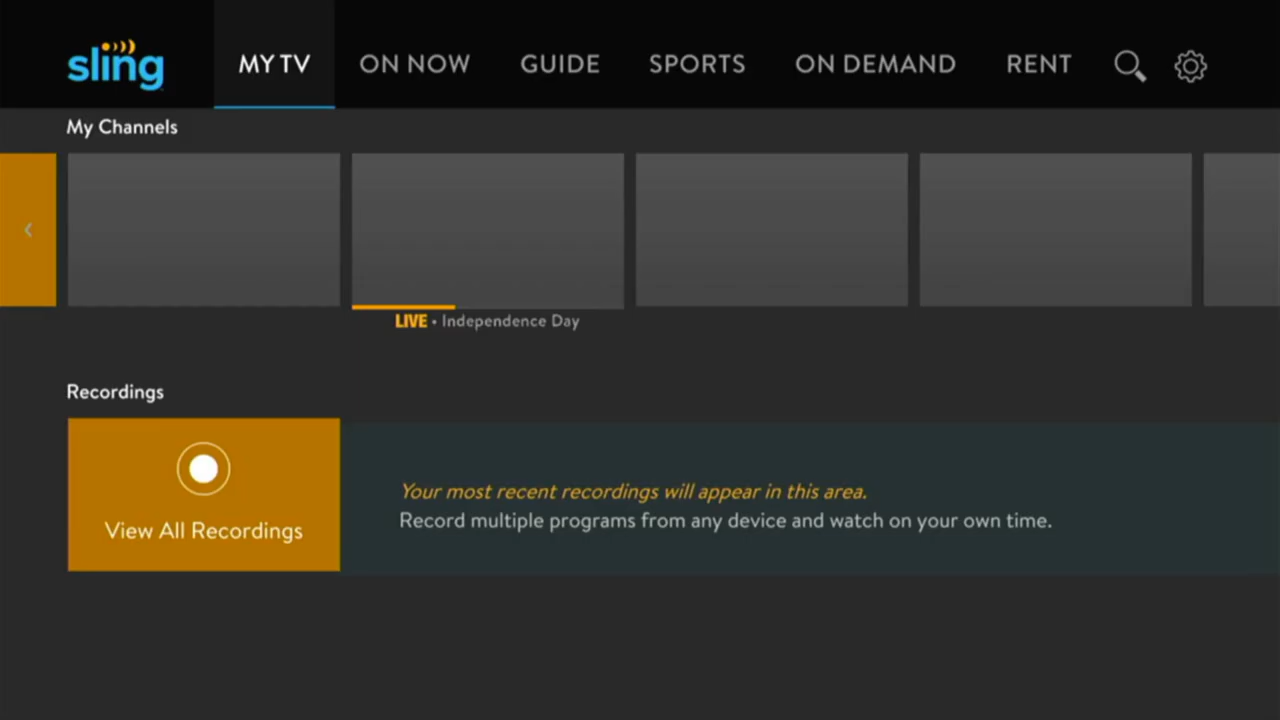 sling
MY TV
ON NOW
GUIDE
SPORTS
ON DEMAND
RENT
My Channels
LIVE • Independence Day
Recordings
View All Recordings
Your most recent recordings will appear in this area.
Record multiple programs from any device and watch on your own time.